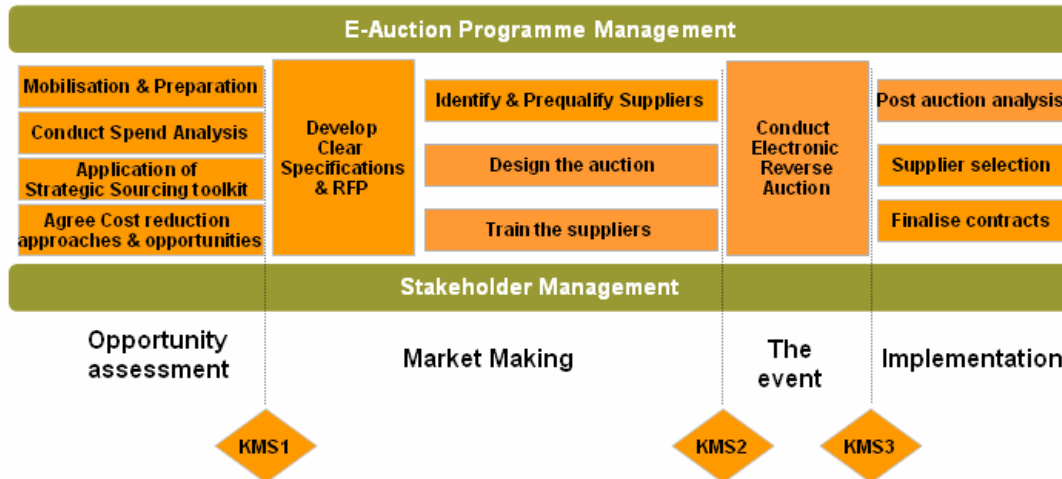 E-Auction Programme Management
Mobilisation & Preparation
Conduct Spend Analysis
Application of
Strategic Sourcing toolkit
Agree Cost reduction
approaches & opportunities
Develop
Clear
Specifications
& RFP
Identify & Prequalify Suppliers
Design the auction
Train the suppliers
Conduct
Electronic
Reverse
Auction
Post auction analysis
Supplier selection
Finalise contracts
Stakeholder Management
Opportunity
assessment
Market Making
The
event
Implementation
KMS1
KMS2
KMS3